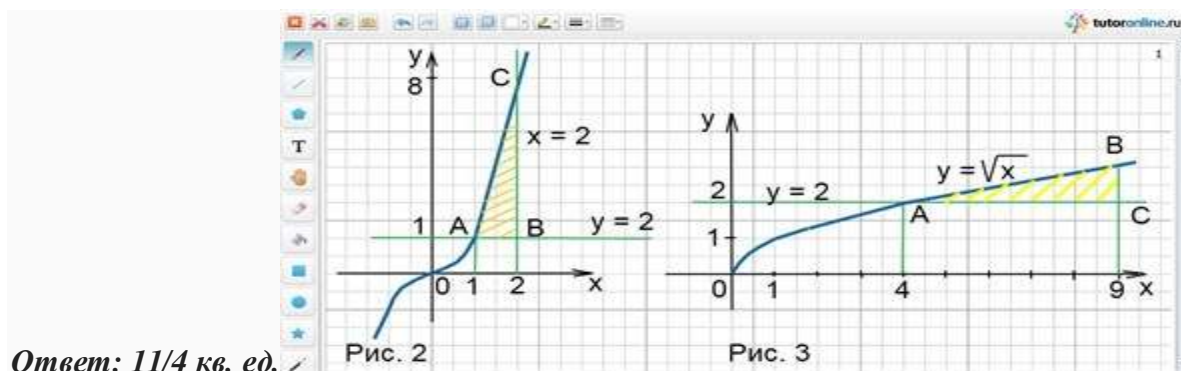 tutoronline.ru
1
T
y
8
C
x = 2
1
A
B
y = 2
0
1
2
x
Рис. 2
y
B
y = √x
2
y = 2
A
C
1
0
1
4
9
x
Рис. 3
Ответ: 11/4 кв. ед.